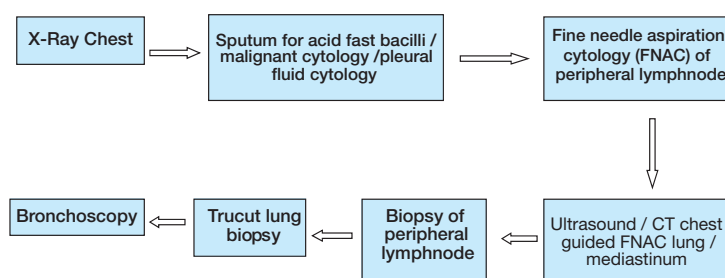 X-Ray Chest
Sputum for acid fast bacilli /
malignant cytology /pleural
fluid cytology
Fine needle aspiration
cytology (FNAC) of
peripheral lymphnode
Ultrasound / CT chest
guided FNAC lung /
mediastinum
Biopsy of
peripheral
lymphnode
Trucut lung
biopsy
Bronchoscopy